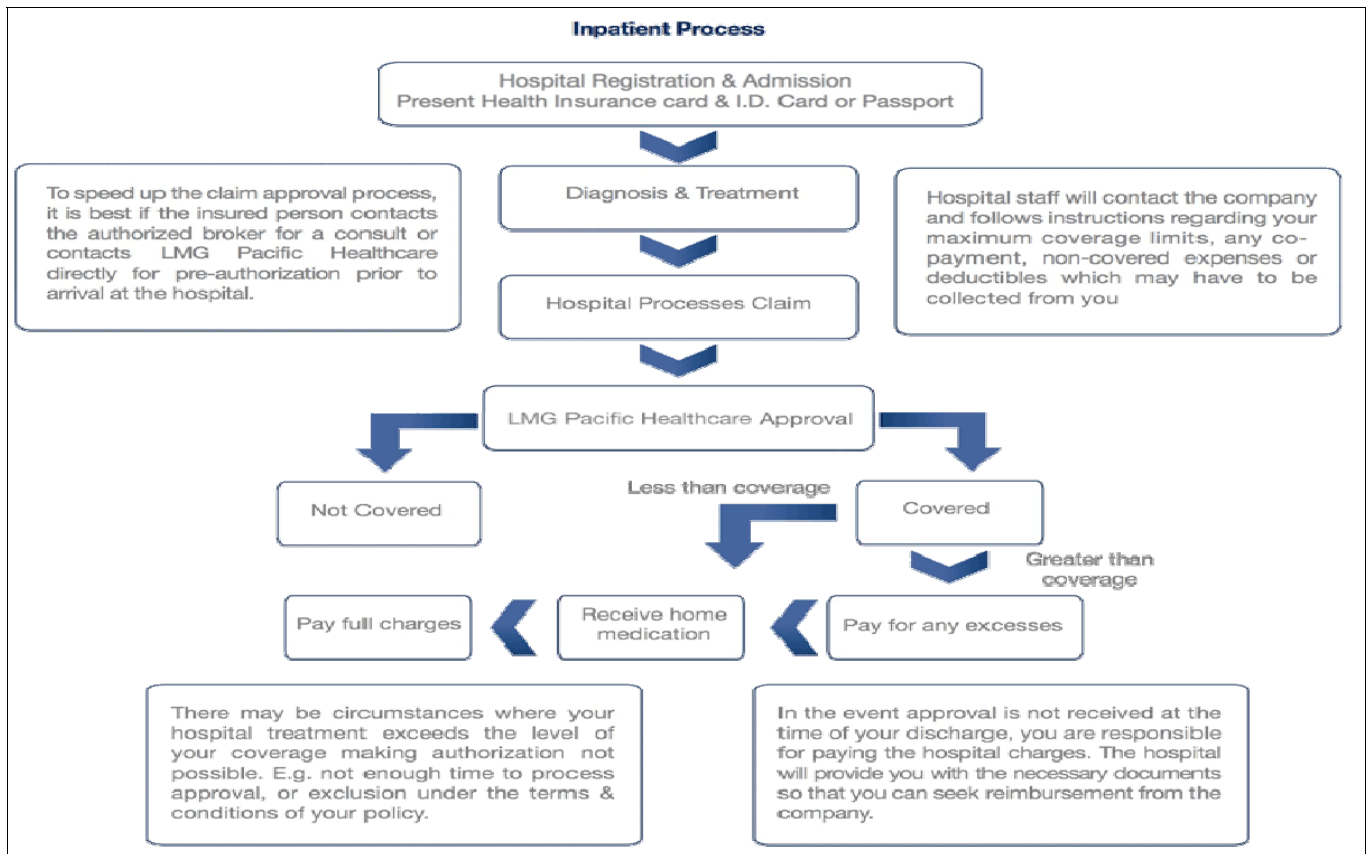 Inpatient Process
Hospital Registration & Admission
Present Health Insurance card & I.D. Card or Passport
To speed up the claim approval process,
it is best if the insured person contacts
the authorized broker for a consult or
contacts LMG Pacific Healthcare
directly for pre-authorization prior to
arrival at the hospital.
Diagnosis & Treatment
Hospital Processes Claim
Hospital staff will contact the company
and follows instructions regarding your
maximum coverage limits, any co-
payment, non-covered expenses or
deductibles which may have to be
collected from you
LMG Pacific Healthcare Approval
Not Covered
Less than coverage
Covered
Greater than
coverage
Pay full charges
Receive home
medication
Pay for any excesses
There may be circumstances where your
hospital treatment exceeds the level of
your coverage making authorization not
possible. E.g. not enough time to process
approval, or exclusion under the terms &
conditions of your policy.
In the event approval is not received at the
time of your discharge, you are responsible
for paying the hospital charges. The hospital
will provide you with the necessary documents
so that you can seek reimbursement from the
company.